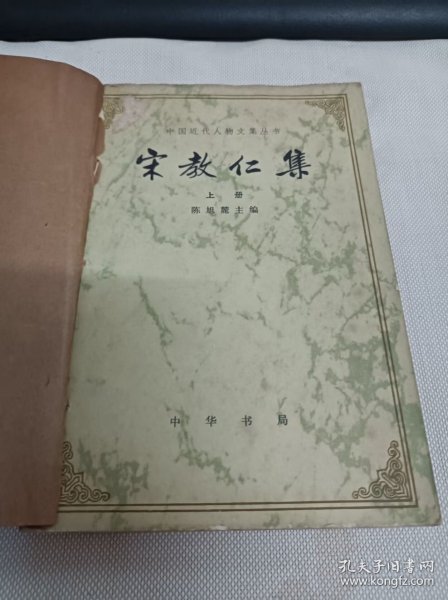 中国近代人物文集丛书
宋教仁集
上册
陈旭麓主编
中华书局
孔夫子旧书网
www.kongfz.com